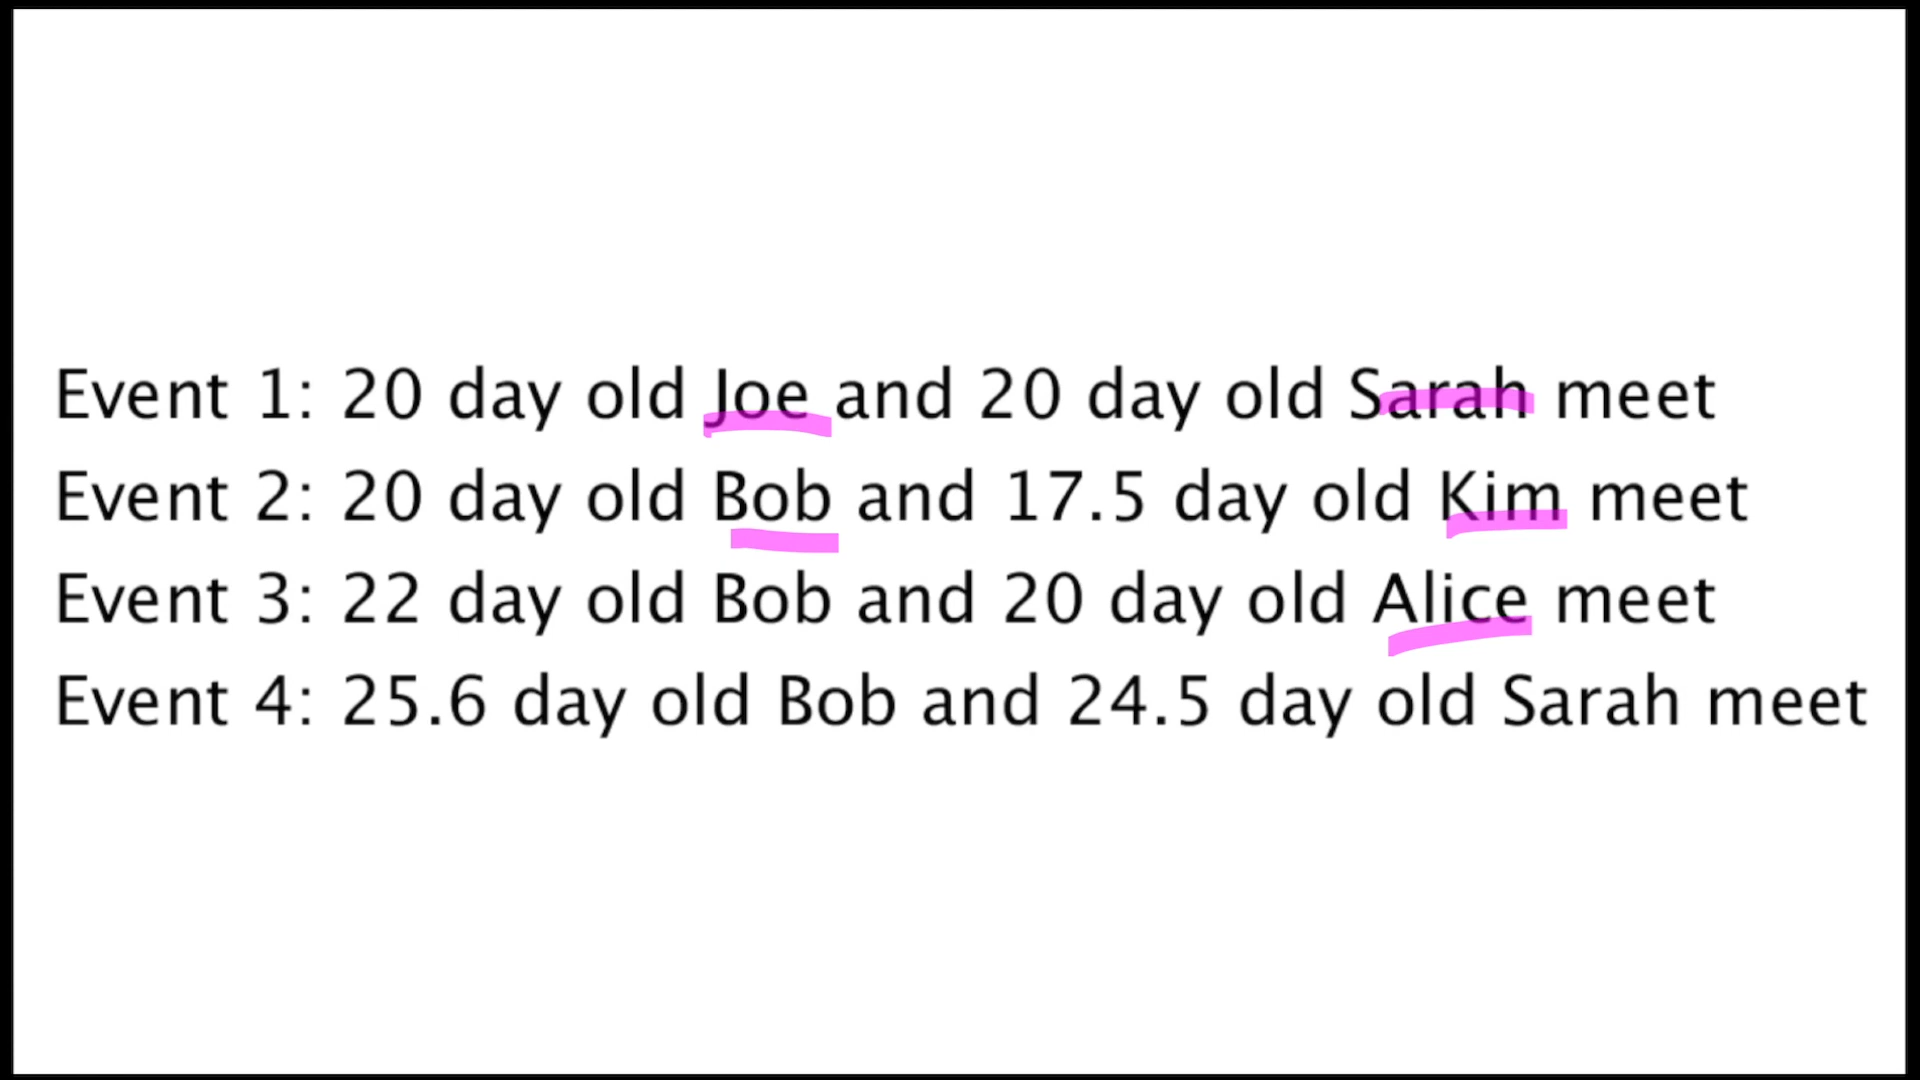 Event 1: 20 day old Joe and 20 day old Sarah meet
Event 2: 20 day old Bob and 17.5 day old Kim meet
Event 3: 22 day old Bob and 20 day old Alice meet
Event 4: 25.6 day old Bob and 24.5 day old Sarah meet